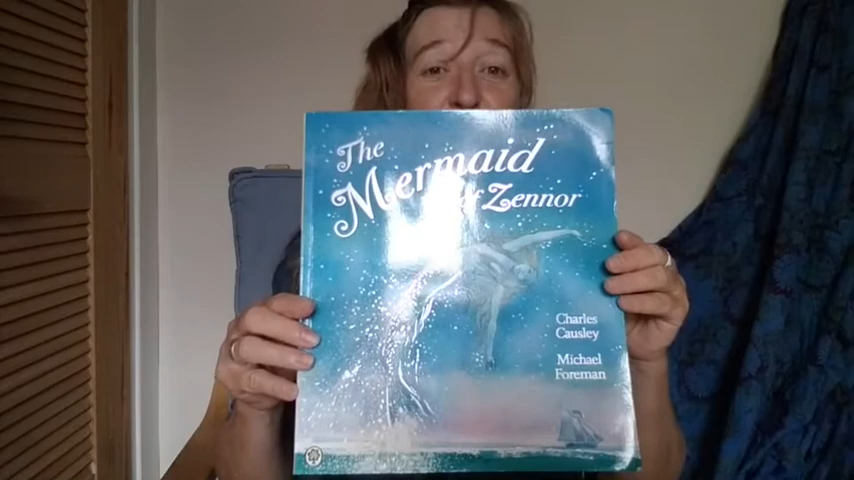 The
Mermaid
of Zennor
Charles
Causley
Michael
Foreman